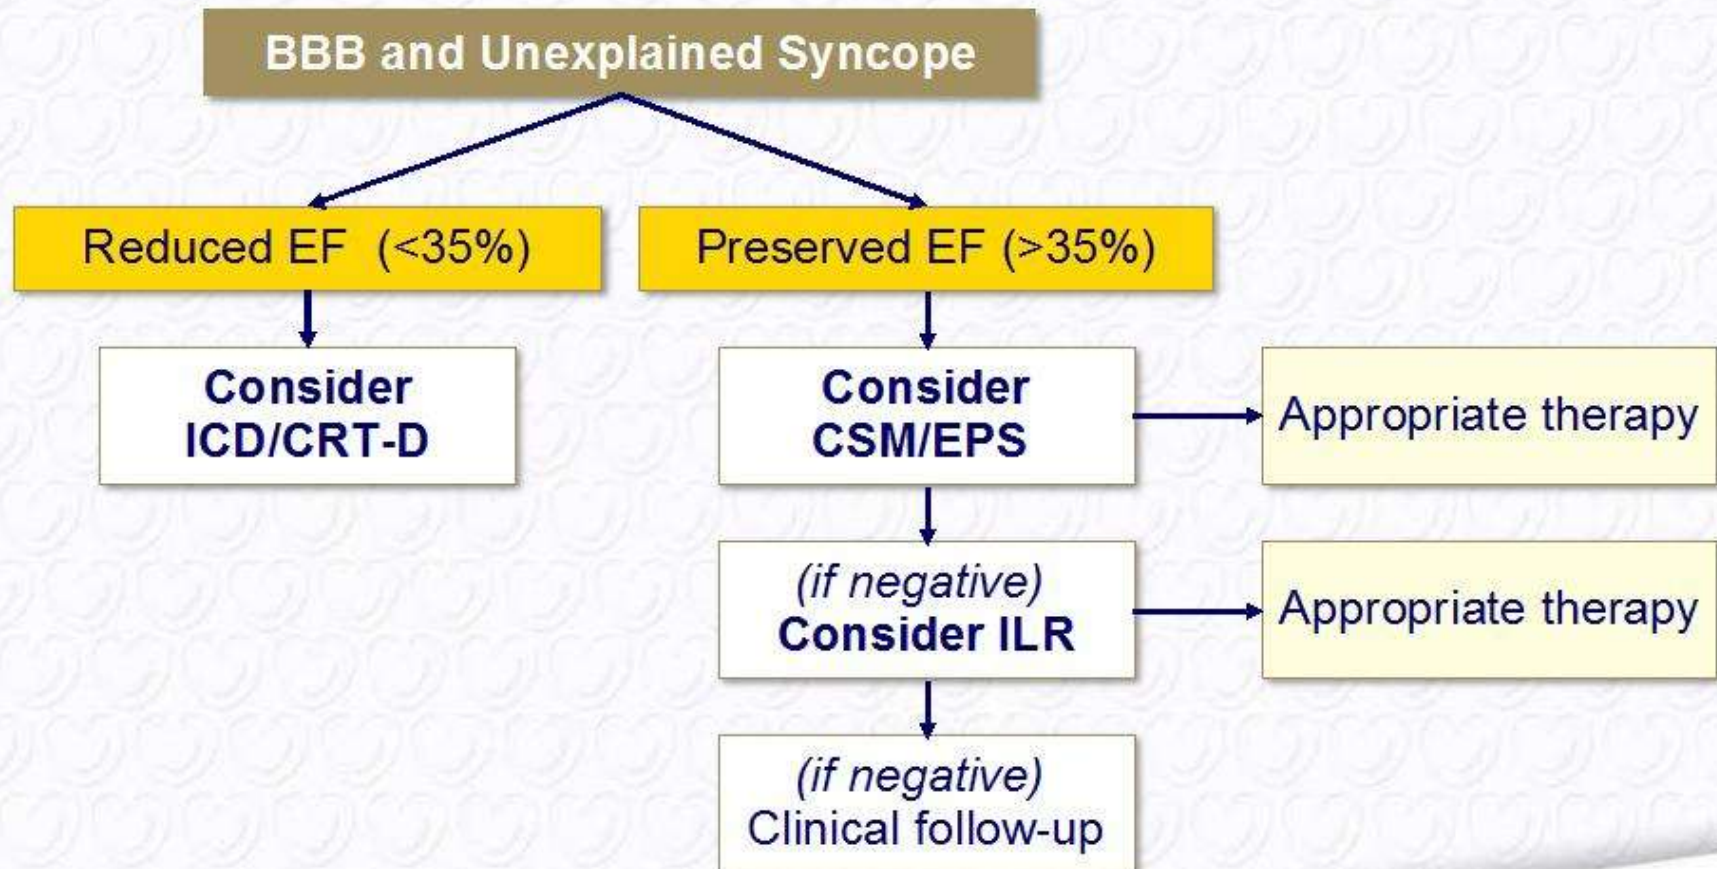 BBB and Unexplained Syncope
Reduced EF (<35%)
Preserved EF (>35%)
Consider
ICD/CRT-D
Consider
CSM/EPS
Appropriate therapy
(if negative)
Consider ILR
Appropriate therapy
(if negative)
Clinical follow-up